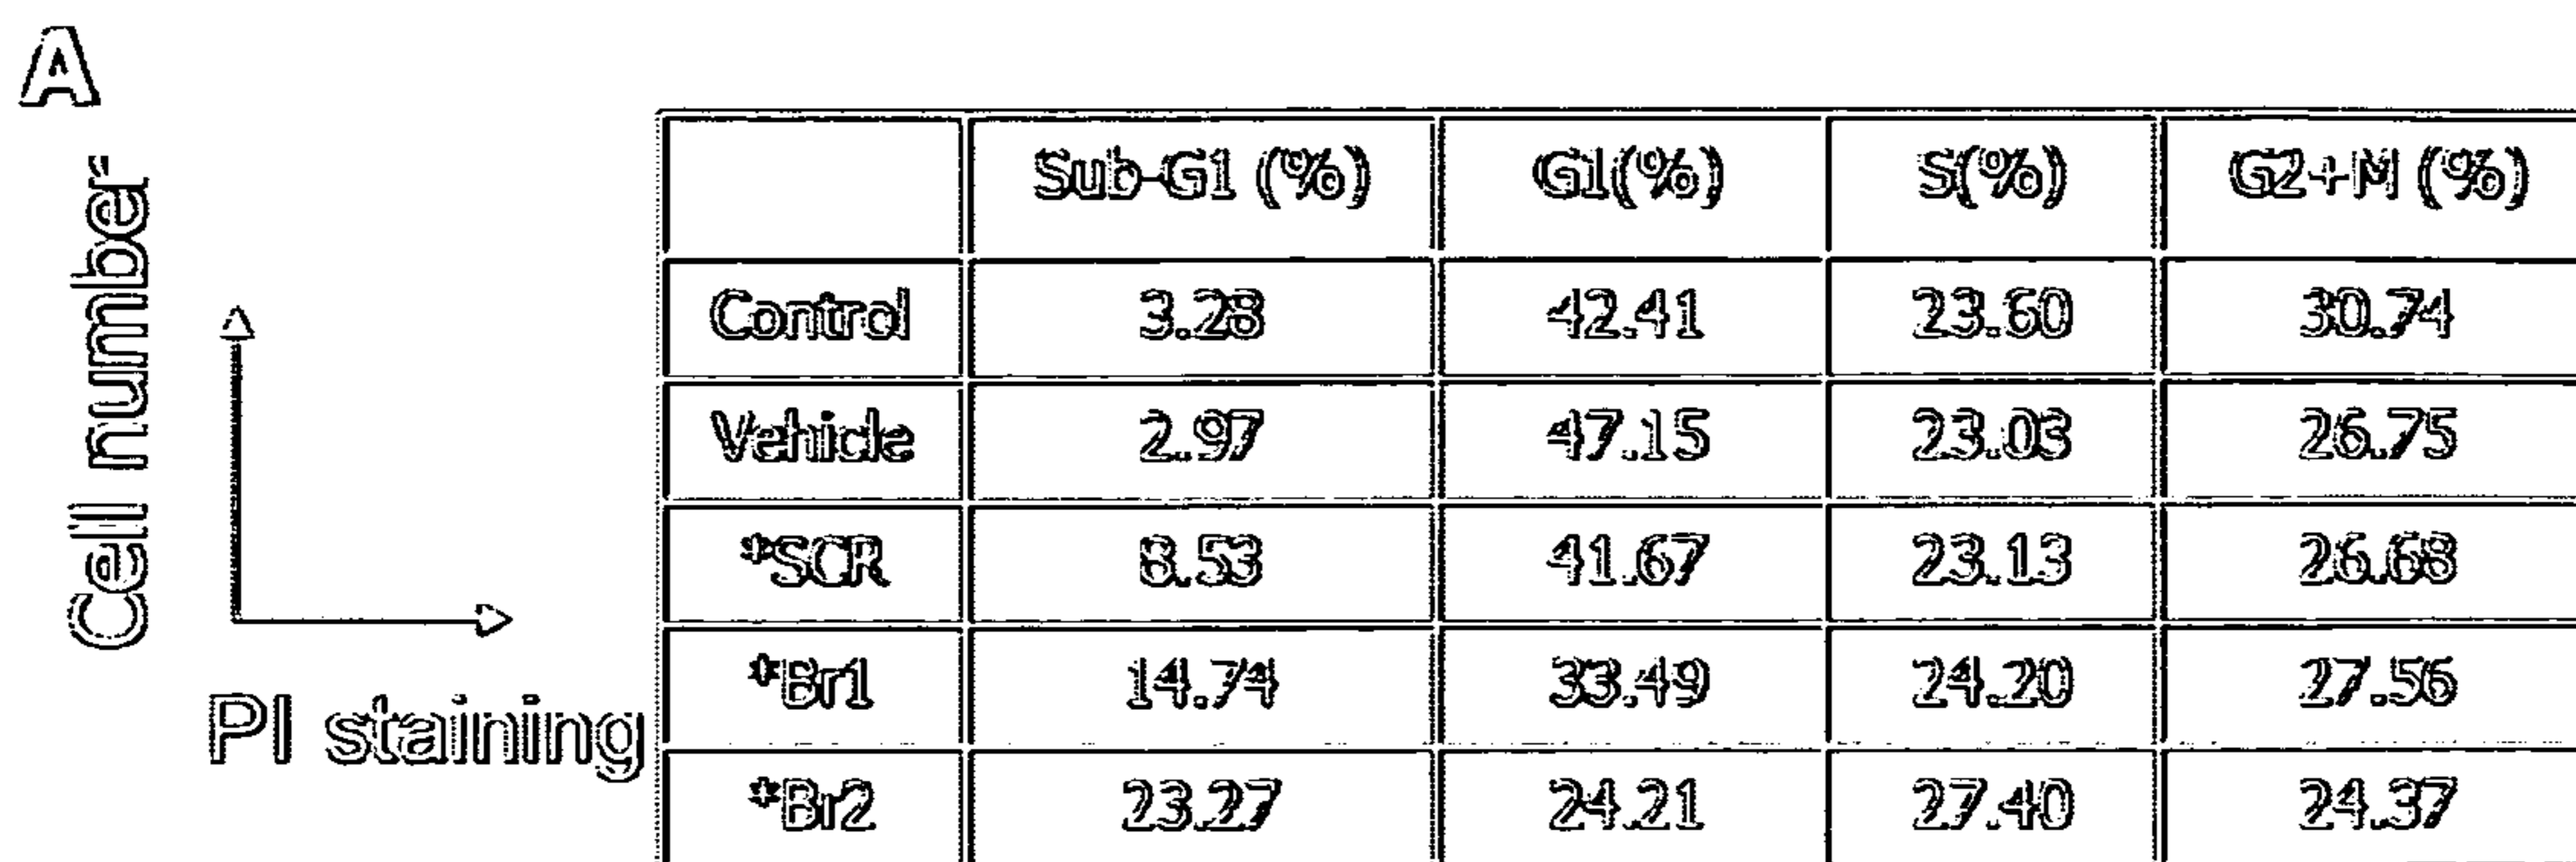 A
Cell number
PI staining
Sub-G1 (%) G1(%) S(%) G2+M (%)
Control 3.28 42.41 23.60 30.74
Vehicle 2.97 47.15 23.03 26.75
*SCR 8.53 41.67 23.13 26.68
*Br1 14.74 33.49 24.20 27.56
*Br2 23.27 24.21 27.40 24.37